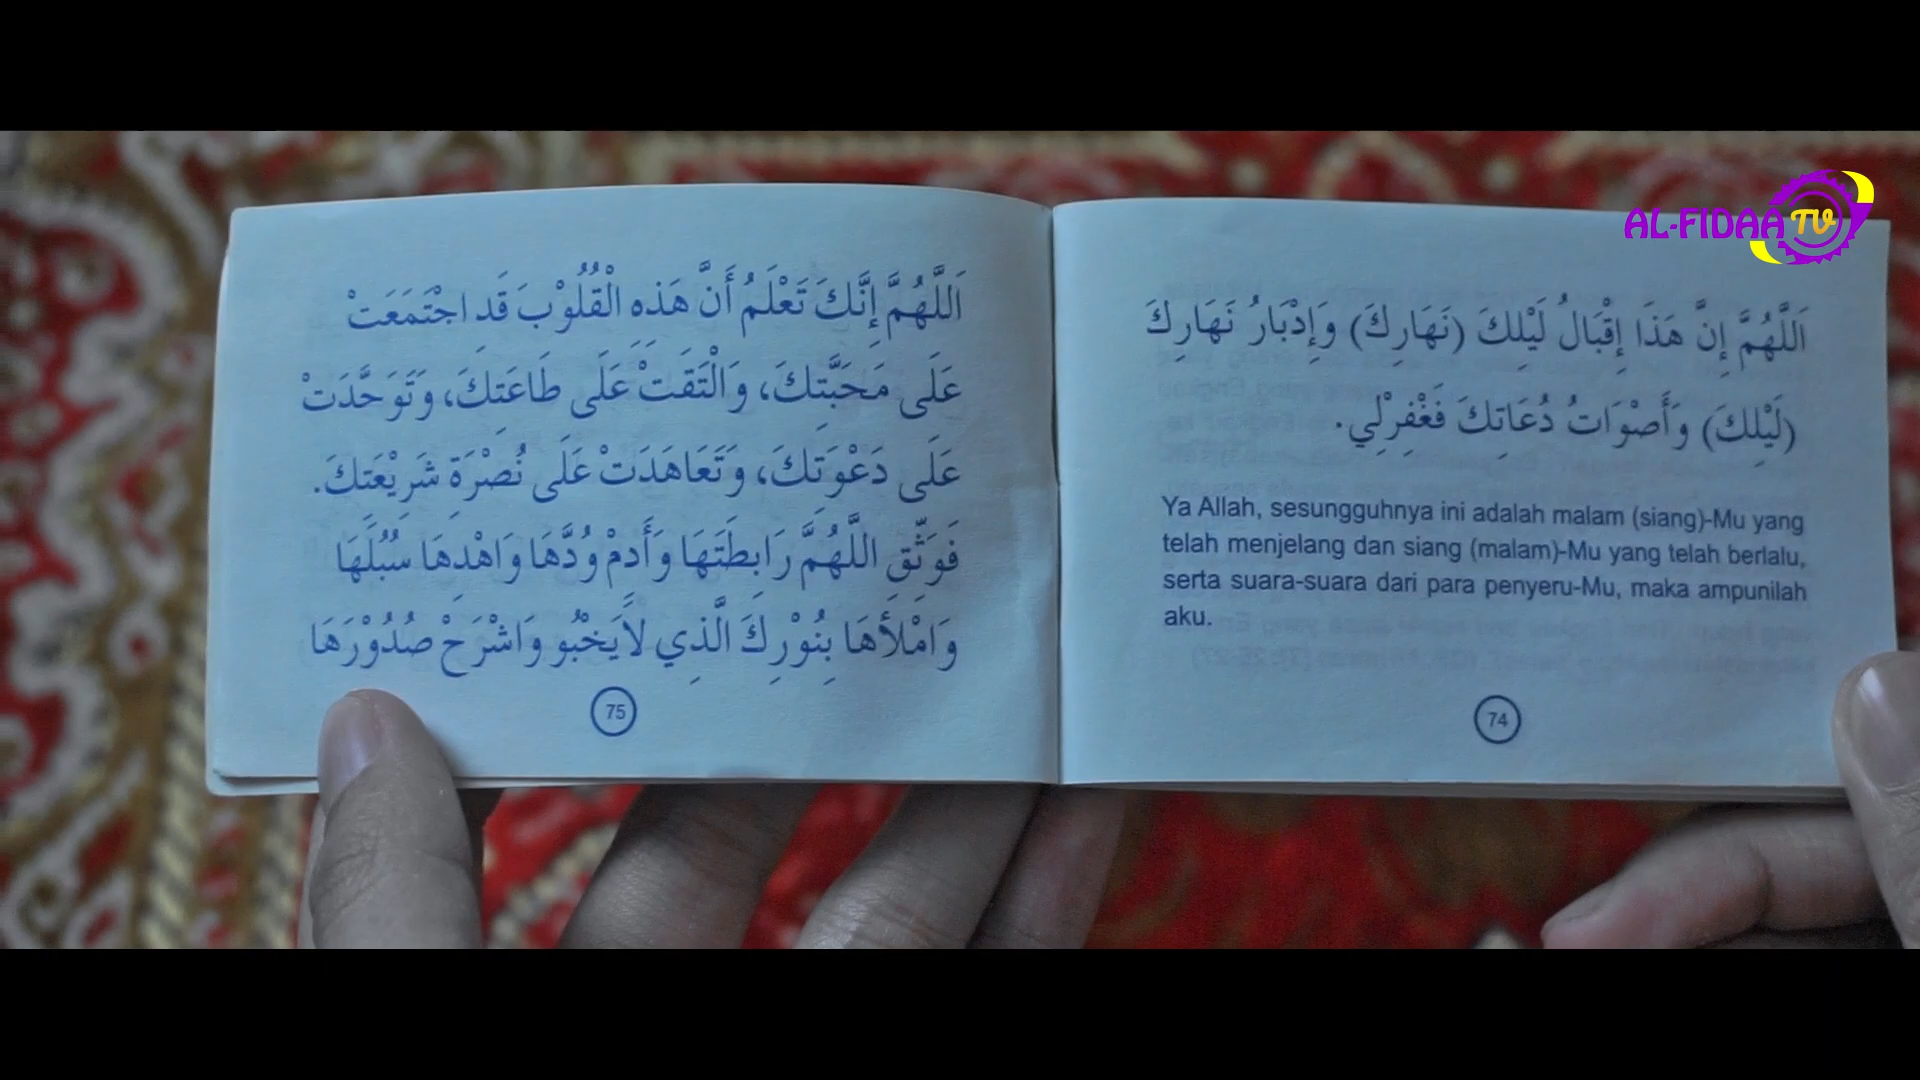 AL-FIDAA TV
اَللَّهُمَّ إِنَّ هَذَا إِقْبَالُ لَيْلِكَ (نَهَارِكَ) وَإِدْبَارُ نَهَارِكَ
(لَيْلِكَ) وَأَصْوَاتُ دُعَاتِكَ فَغْفِرْلِي.
Ya Allah, sesungguhnya ini adalah malam (siang)-Mu yang
telah menjelang dan siang (malam)-Mu yang telah berlalu,
serta suara-suara dari para penyeru-Mu, maka ampunilah
aku.
74
اَللَّهُمَّ إِنَّكَ تَعْلَمُ أَنَّ هَذِهِ الْقُلُوْبَ قَدِ اجْتَمَعَتْ
عَلَى مَحَبَّتِكَ، وَالْتَقَتْ عَلَى طَاعَتِكَ، وَتَوَحَّدَتْ
عَلَى دَعْوَتِكَ، وَتَعَاهَدَتْ عَلَى نُصْرَةِ شَرِيْعَتِكَ.
فَوَثِّقِ اللَّهُمَّ رَابِطَتَهَا وَأَدِمْ وُدَّهَا وَاهْدِهَا سُبُلَهَا
وَامْلأْهَا بِنُوْرِكَ الَّذِي لاَيَخْبُو وَاشْرَحْ صُدُوْرَهَا
75